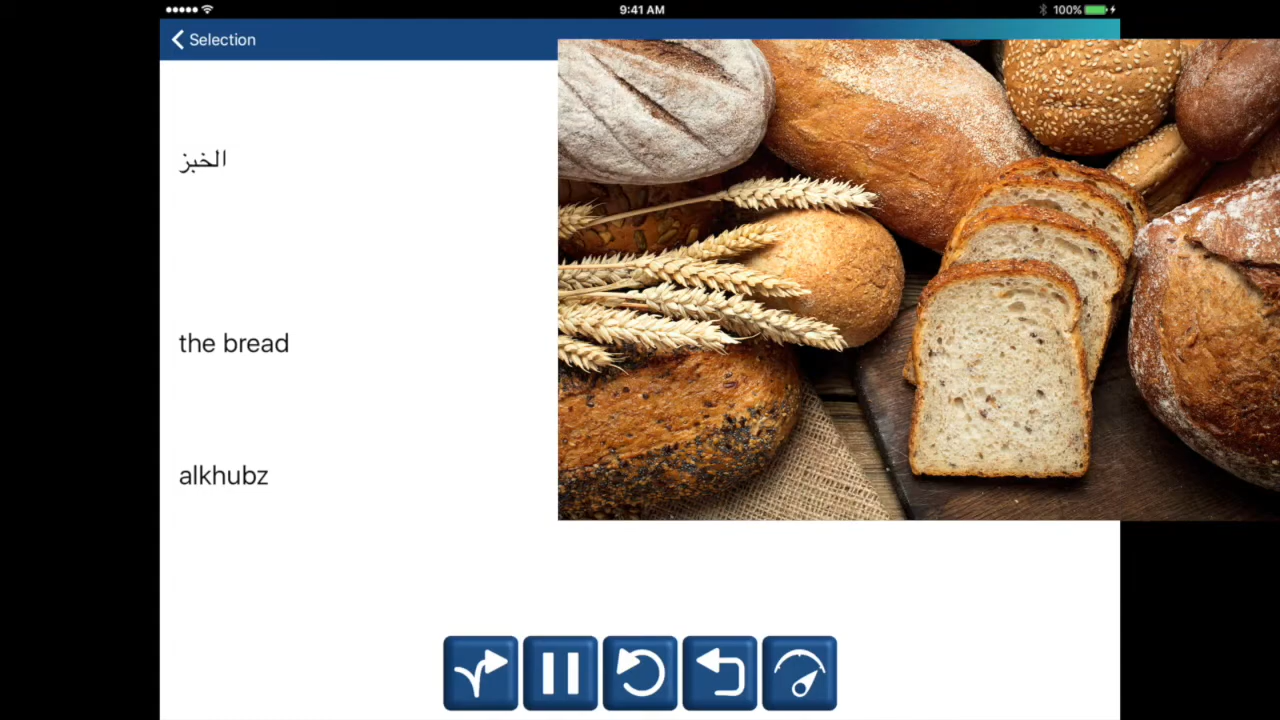 9:41 AM
100%
Selection
الخبز
the bread
alkhubz